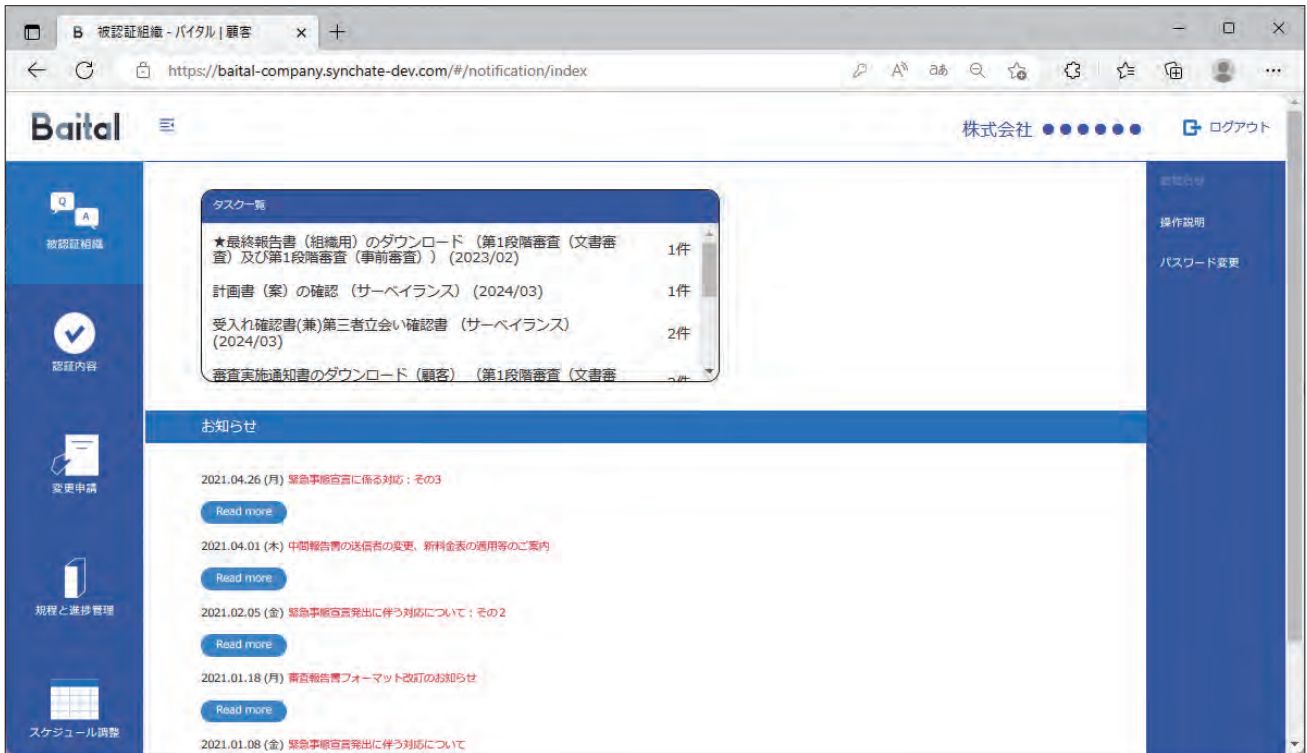 B 被認証組織 - バイタル | 顧客
https://baital-company.synchate-dev.com/#/notification/index
Baital
株式会社 ●●●●●●
ログアウト
Q
A
被認証組織
認証内容
変更申請
規程と進捗管理
スケジュール調整
タスク一覧
★最終報告書（組織用）のダウンロード （第1段階審査（文書審
査）及び第1段階審査（事前審査）） (2023/02)
1件
計画書（案）の確認 （サーベイランス） (2024/03)
1件
受入れ確認書(兼)第三者立会い確認書 （サーベイランス）
(2024/03)
2件
審査実施通知書のダウンロード（顧客） （第1段階審査（文書審
お知らせ
2021.04.26 (月) 緊急事態宣言に係る対応：その3
Read more
2021.04.01 (木) 中間報告書の送信者の変更、新料金表の適用等のご案内
Read more
2021.02.05 (金) 緊急事態宣言発出に伴う対応について：その2
Read more
2021.01.18 (月) 審査報告書フォーマット改訂のお知らせ
Read more
2021.01.08 (金) 緊急事態宣言発出に伴う対応について
お知らせ
操作説明
パスワード変更